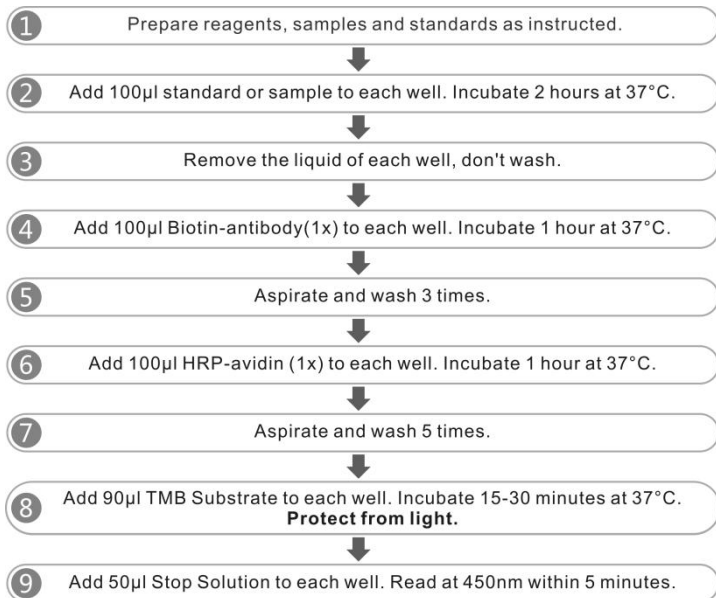 1 Prepare reagents, samples and standards as instructed.
2 Add 100µl standard or sample to each well. Incubate 2 hours at 37°C.
3 Remove the liquid of each well, don't wash.
4 Add 100µl Biotin-antibody(1x) to each well. Incubate 1 hour at 37°C.
5 Aspirate and wash 3 times.
6 Add 100µl HRP-avidin (1x) to each well. Incubate 1 hour at 37°C.
7 Aspirate and wash 5 times.
8 Add 90µl TMB Substrate to each well. Incubate 15-30 minutes at 37°C.
Protect from light.
9 Add 50µl Stop Solution to each well. Read at 450nm within 5 minutes.